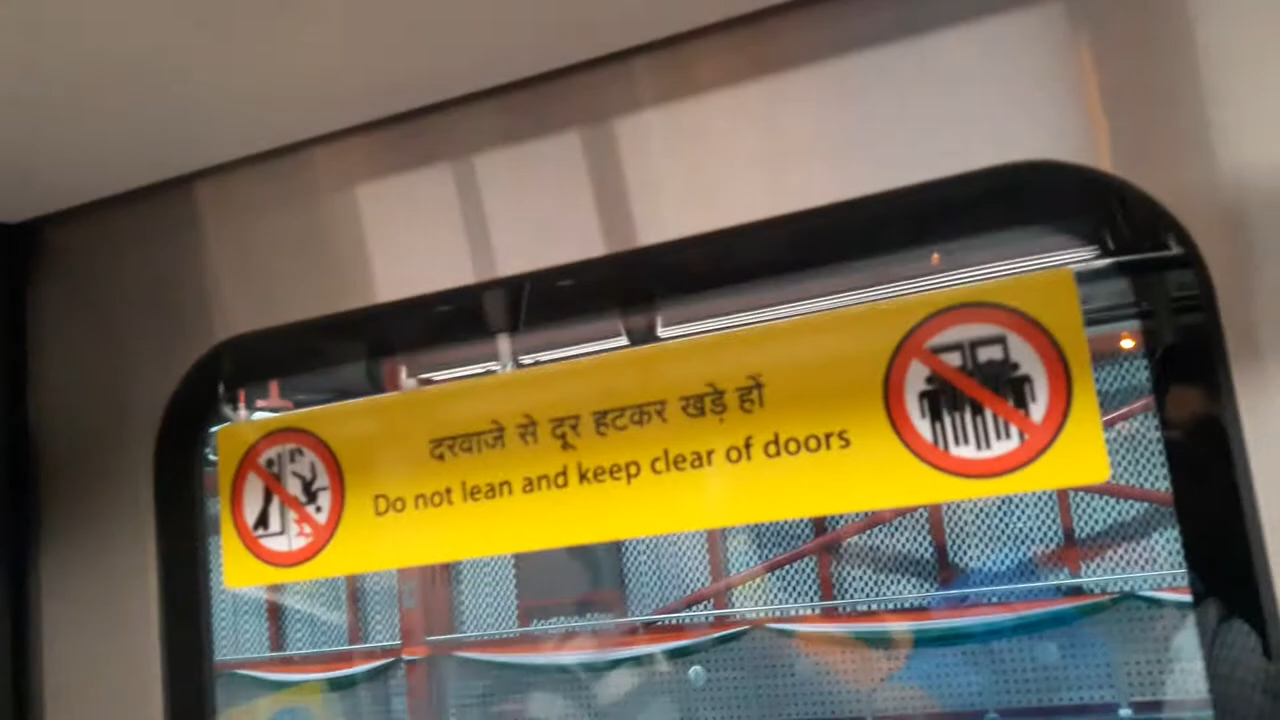 दरवाजे से दूर हटकर खड़े हों
Do not lean and keep clear of doors